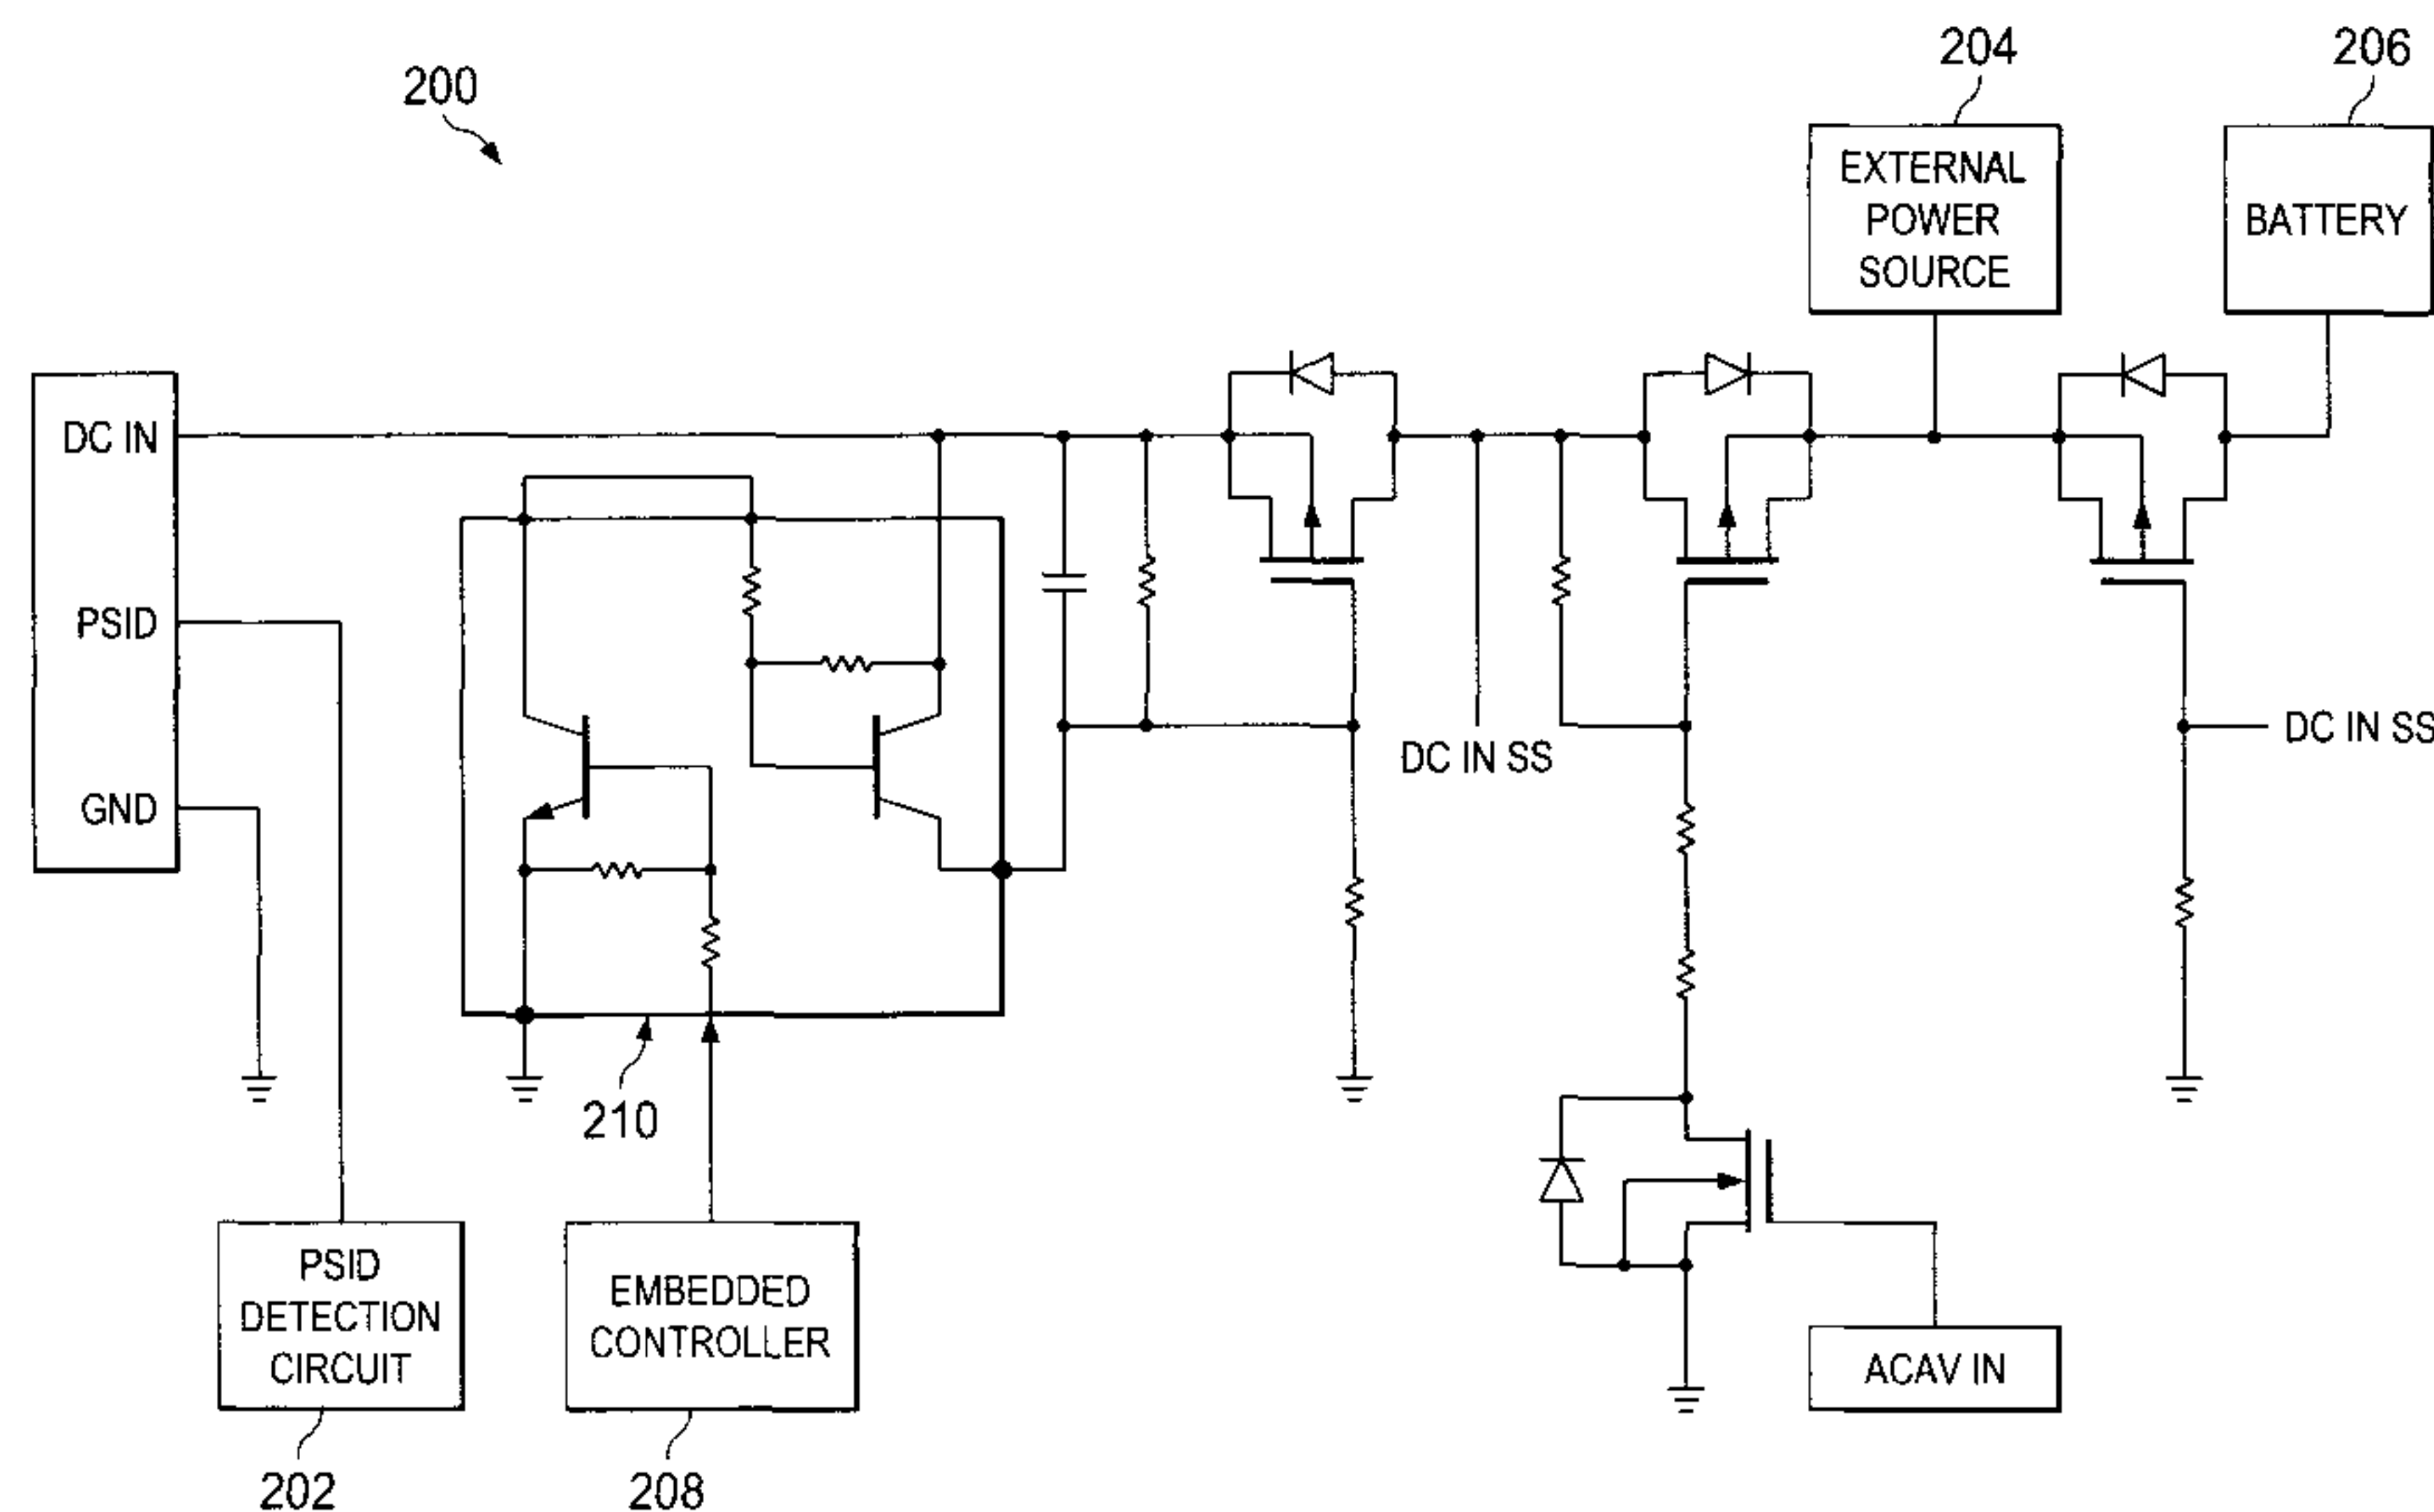 200
204
206
EXTERNAL
POWER
SOURCE
BATTERY
DC IN
PSID
GND
DC IN SS
DC IN SS
210
PSID
DETECTION
CIRCUIT
EMBEDDED
CONTROLLER
ACAV IN
202
208